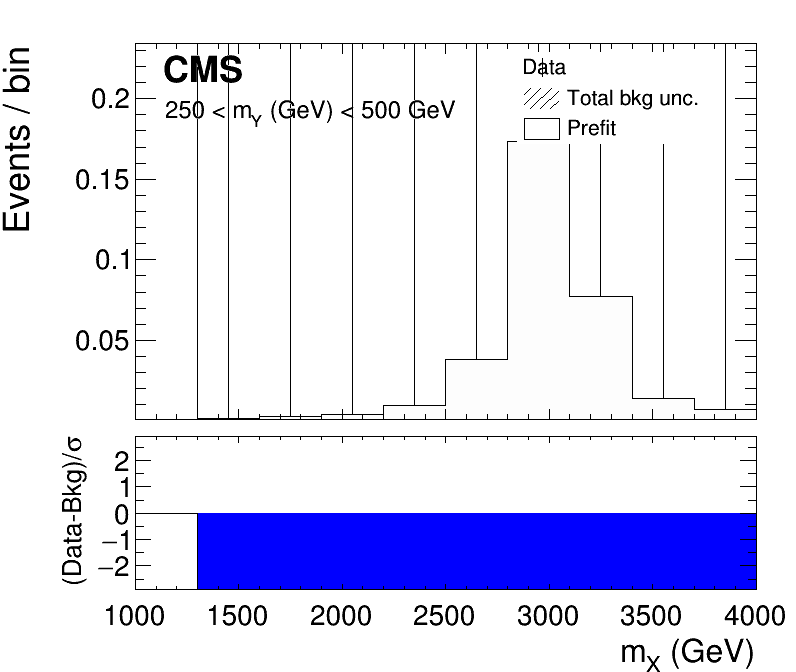 CMS
250 < mY (GeV) < 500 GeV
Data
Total bkg unc.
Prefit
Events / bin
0.2
0.15
0.1
0.05
(Data-Bkg)/σ
2
1
0
−1
−2
1000 1500 2000 2500 3000 3500 4000
mX (GeV)